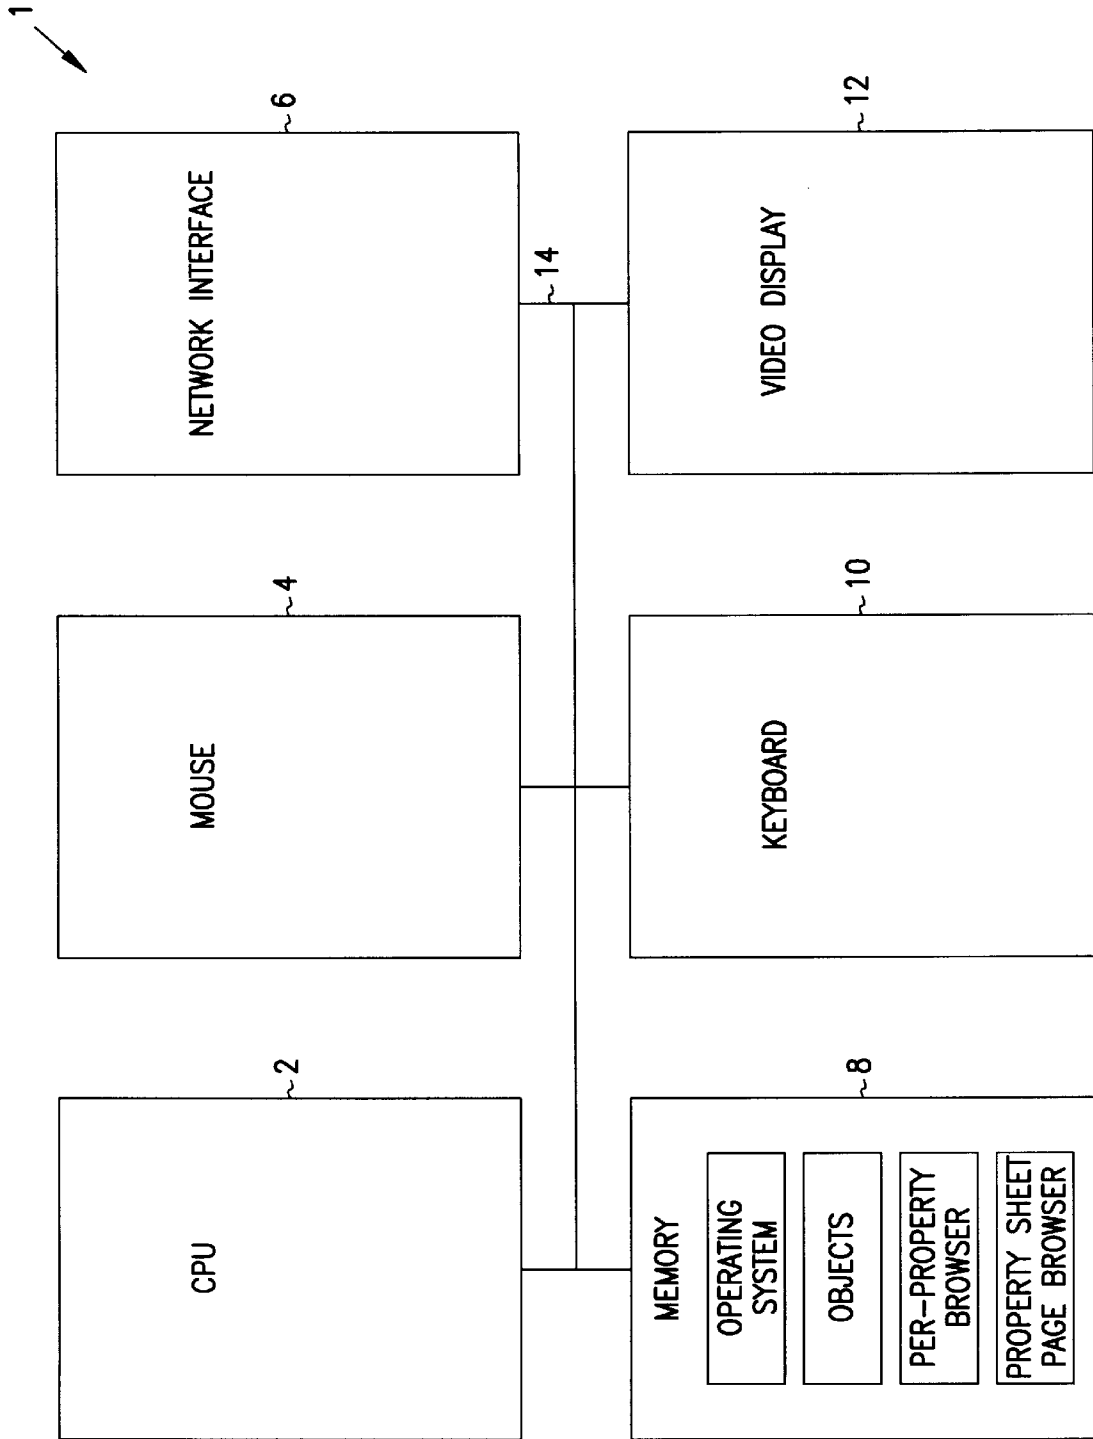 1
CPU
2
MOUSE
4
NETWORK INTERFACE
6
14
MEMORY
8
OPERATING
SYSTEM
OBJECTS
PER-PROPERTY
BROWSER
PROPERTY SHEET
PAGE BROWSER
KEYBOARD
10
VIDEO DISPLAY
12